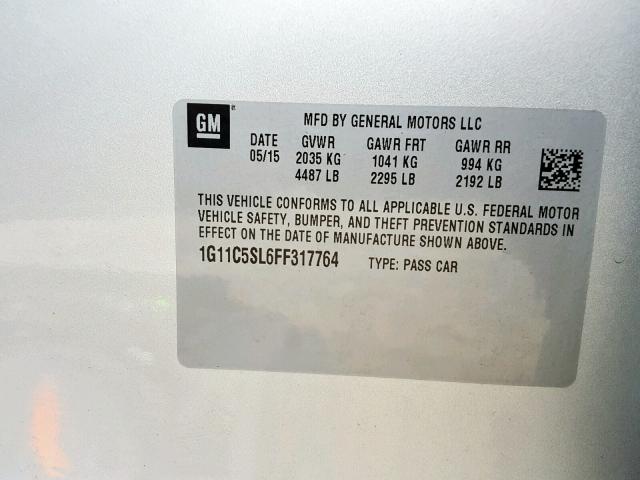 GM
MFD BY GENERAL MOTORS LLC
DATE GVWR GAWR FRT GAWR RR
05/15 2035 KG 1041 KG 994 KG
4487 LB 2295 LB 2192 LB
THIS VEHICLE CONFORMS TO ALL APPLICABLE U.S. FEDERAL MOTOR
VEHICLE SAFETY, BUMPER, AND THEFT PREVENTION STANDARDS IN
EFFECT ON THE DATE OF MANUFACTURE SHOWN ABOVE.
1G11C5SL6FF317764 TYPE: PASS CAR